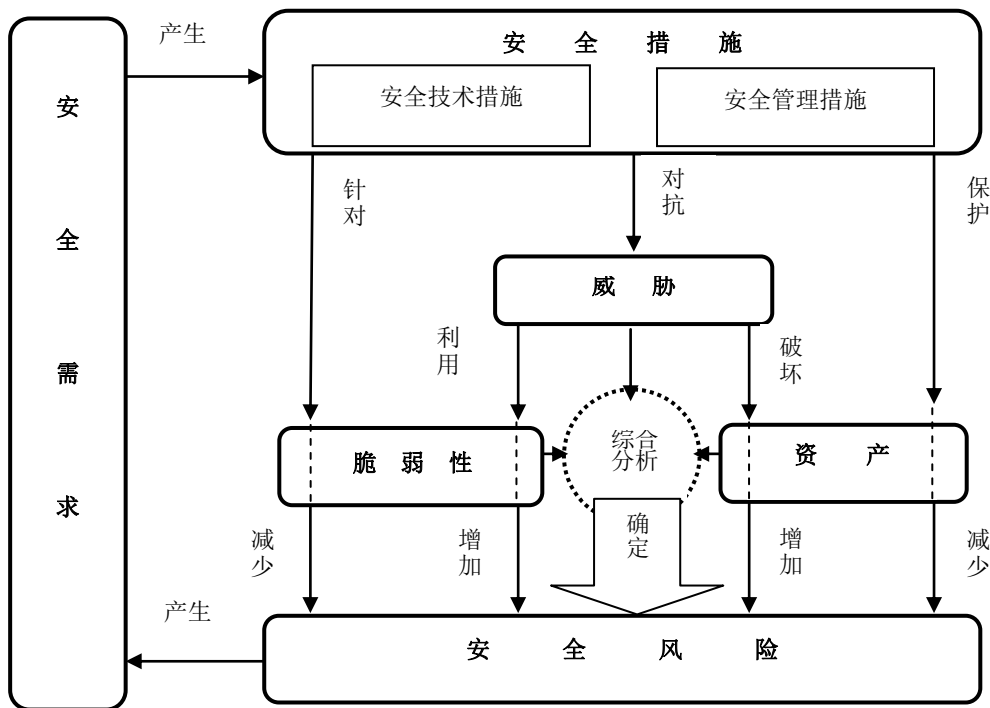 产生
安全措施
安全技术措施
安全管理措施
安全需求
针对
对抗
保护
威胁
利用
破坏
综合
分析
脆弱性
资产
确定
减少
增加
增加
减少
产生
安全风险